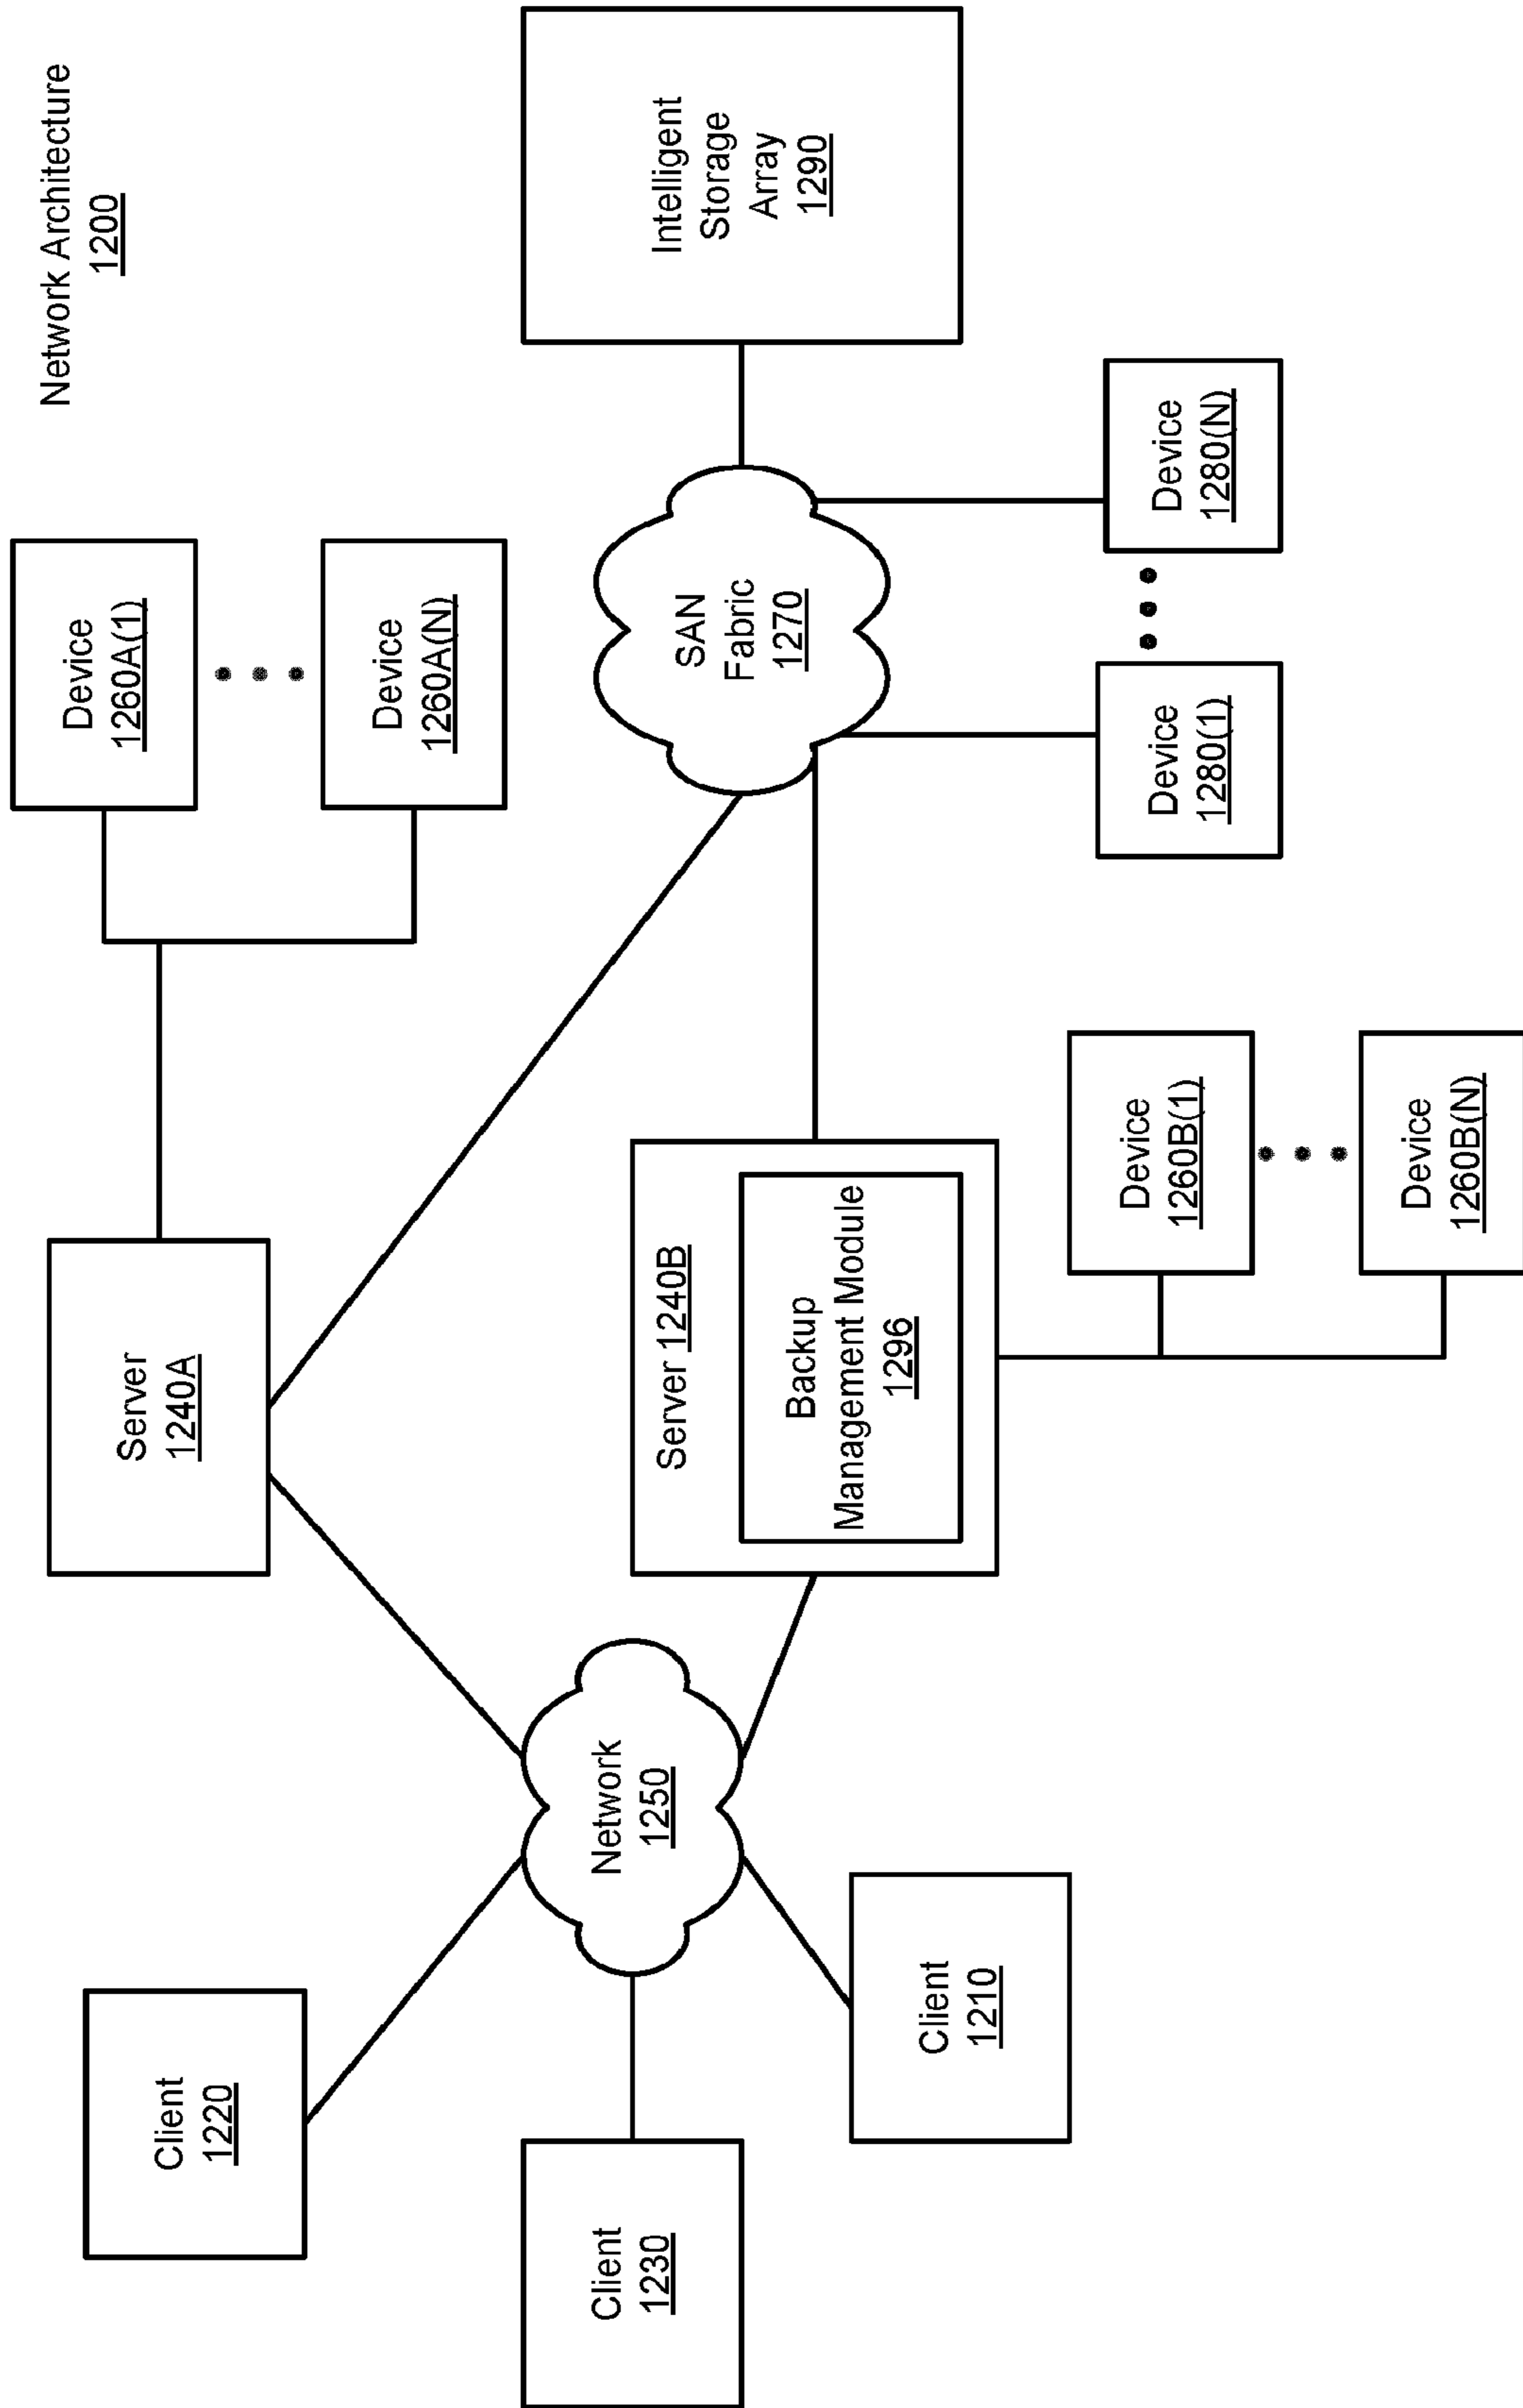 Network Architecture
1200
Device
1260A(1)
Device
1260A(N)
Server
1240A
Client
1220
Intelligent
Storage
Array
1290
SAN
Fabric
1270
Server 1240B
Backup
Management Module
1296
Network
1250
Client
1230
Client
1210
Device
1280(N)
Device
1280(1)
Device
1260B(1)
Device
1260B(N)